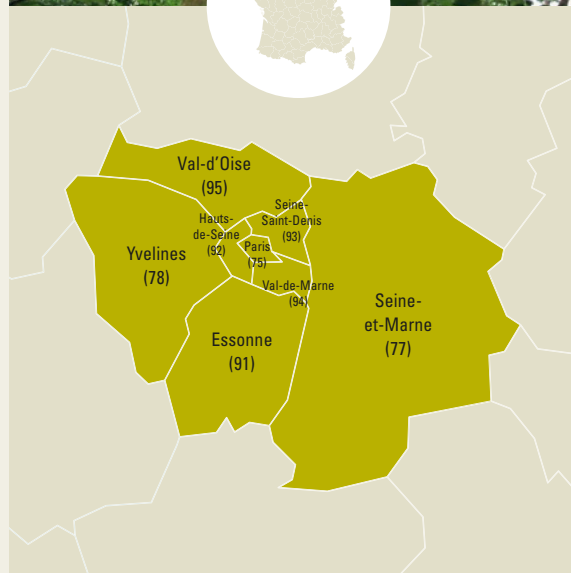 Val-d'Oise
(95)
Seine-
Saint-Denis
(93)
Hauts-
de-Seine
(92)
Paris
(75)
Yvelines
(78)
Val-de-Marne
(94)
Seine-
et-Marne
(77)
Essonne
(91)